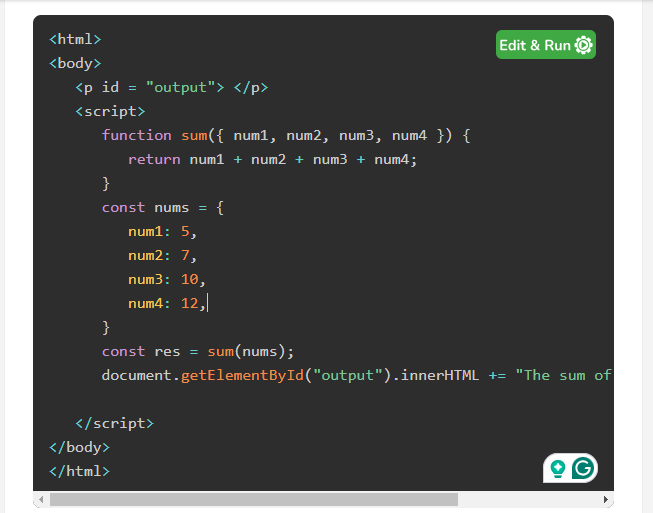 <html>
Edit & Run
<body>
<p id = "output"> </p>
<script>
function sum({ num1, num2, num3, num4 }) {
return num1 + num2 + num3 + num4;
}
const nums = {
num1: 5,
num2: 7,
num3: 10,
num4: 12,
}
const res = sum(nums);
document.getElementById("output").innerHTML += "The sum of
</script>
</body>
</html>